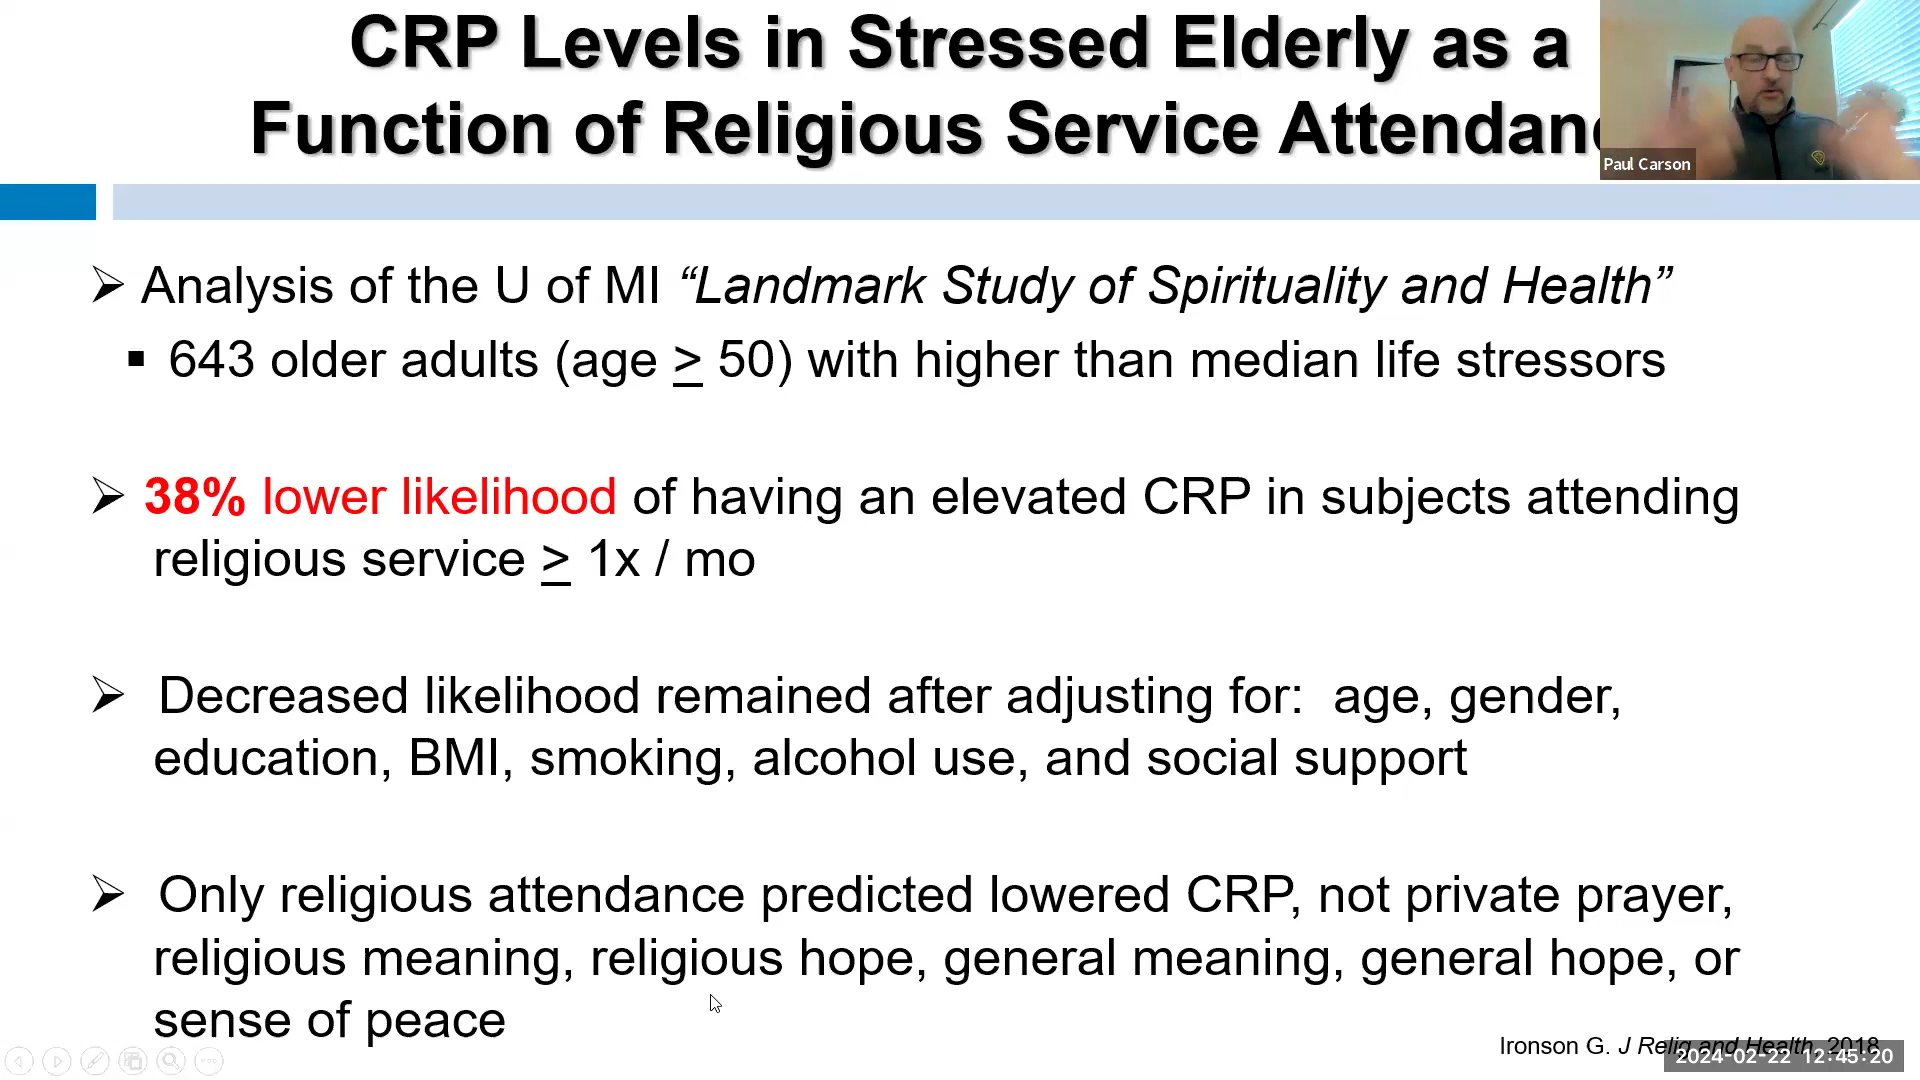 CRP Levels in Stressed Elderly as a
Function of Religious Service Attendan
Paul Carson
➢ Analysis of the U of MI “Landmark Study of Spirituality and Health”
▪ 643 older adults (age > 50) with higher than median life stressors
➢ 38% lower likelihood of having an elevated CRP in subjects attending
religious service > 1x / mo
➢ Decreased likelihood remained after adjusting for: age, gender,
education, BMI, smoking, alcohol use, and social support
➢ Only religious attendance predicted lowered CRP, not private prayer,
religious meaning, religious hope, general meaning, general hope, or
sense of peace
Ironson G. J Relig and Health, 2018
2024-02-22 12:45:20